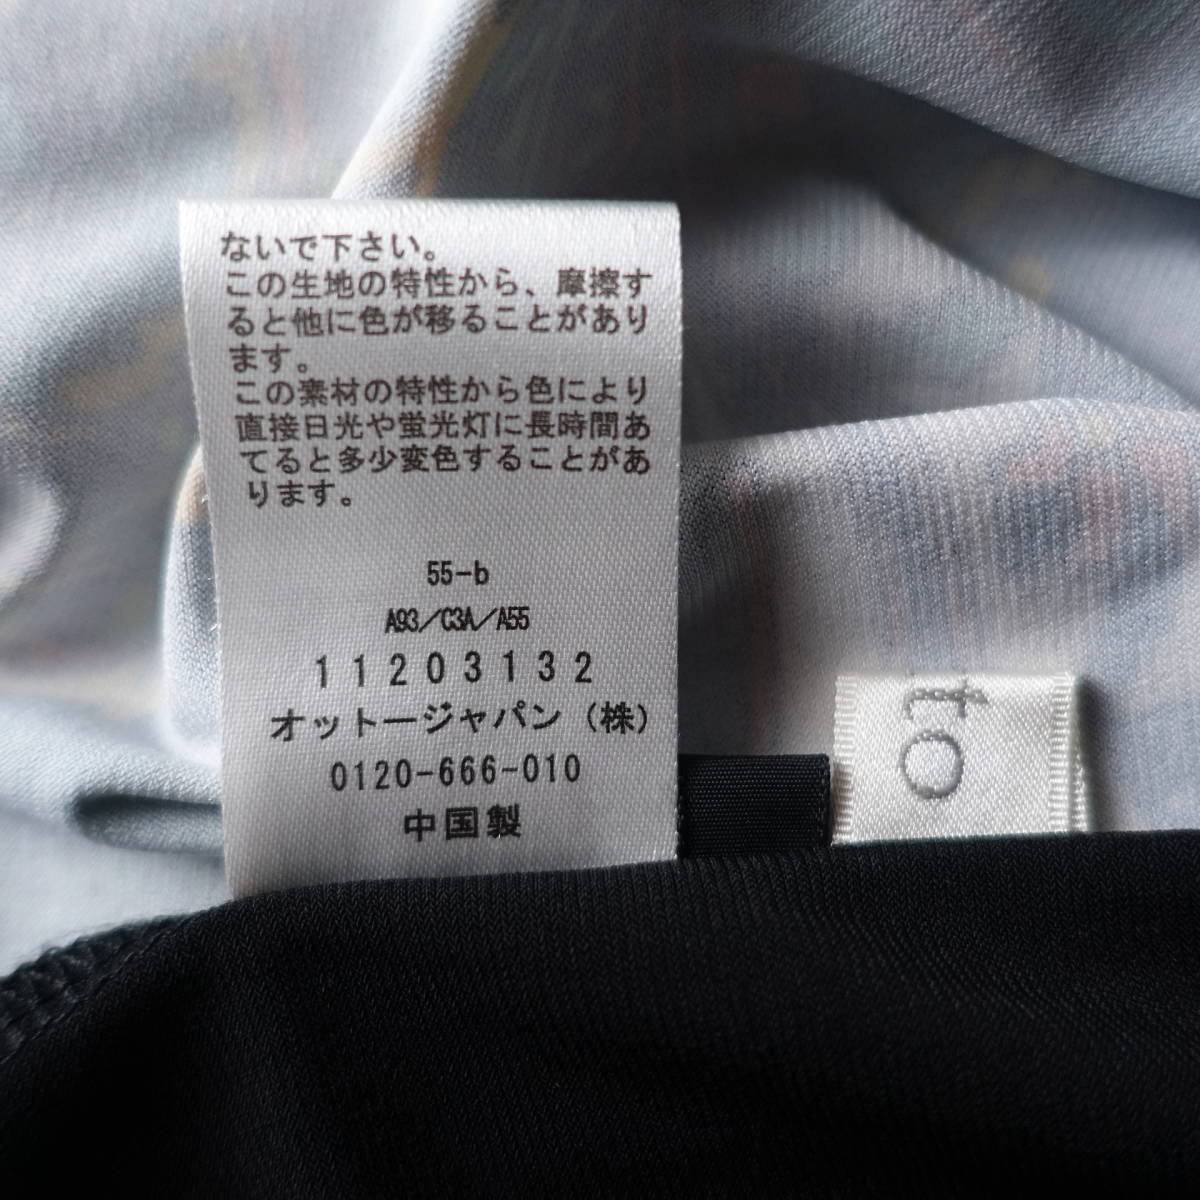 ないで下さい。
この生地の特性から、摩擦す
ると他に色が移ることがあり
ます。
この素材の特性から色により
直接日光や蛍光灯に長時間あ
てると多少変色することがあ
ります。
55-b
A93/C3A/A55
11203132
オットージャパン(株)
0120-666-010
中国製
tto